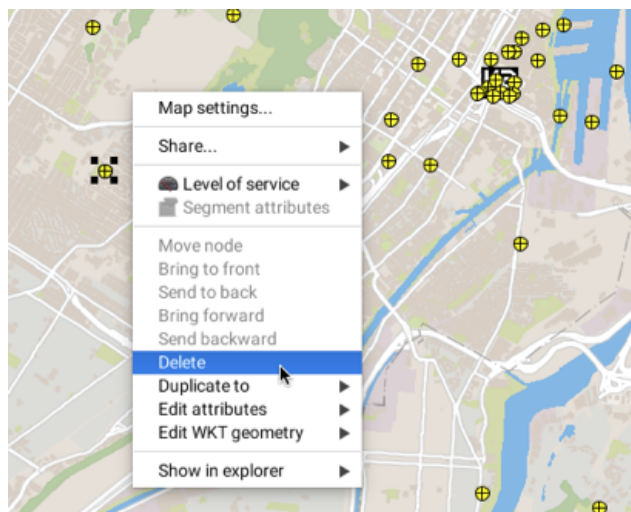 Map settings...
Share...
Level of service
Segment attributes
Move node
Bring to front
Send to back
Bring forward
Send backward
Delete
Duplicate to
Edit attributes
Edit WKT geometry
Show in explorer